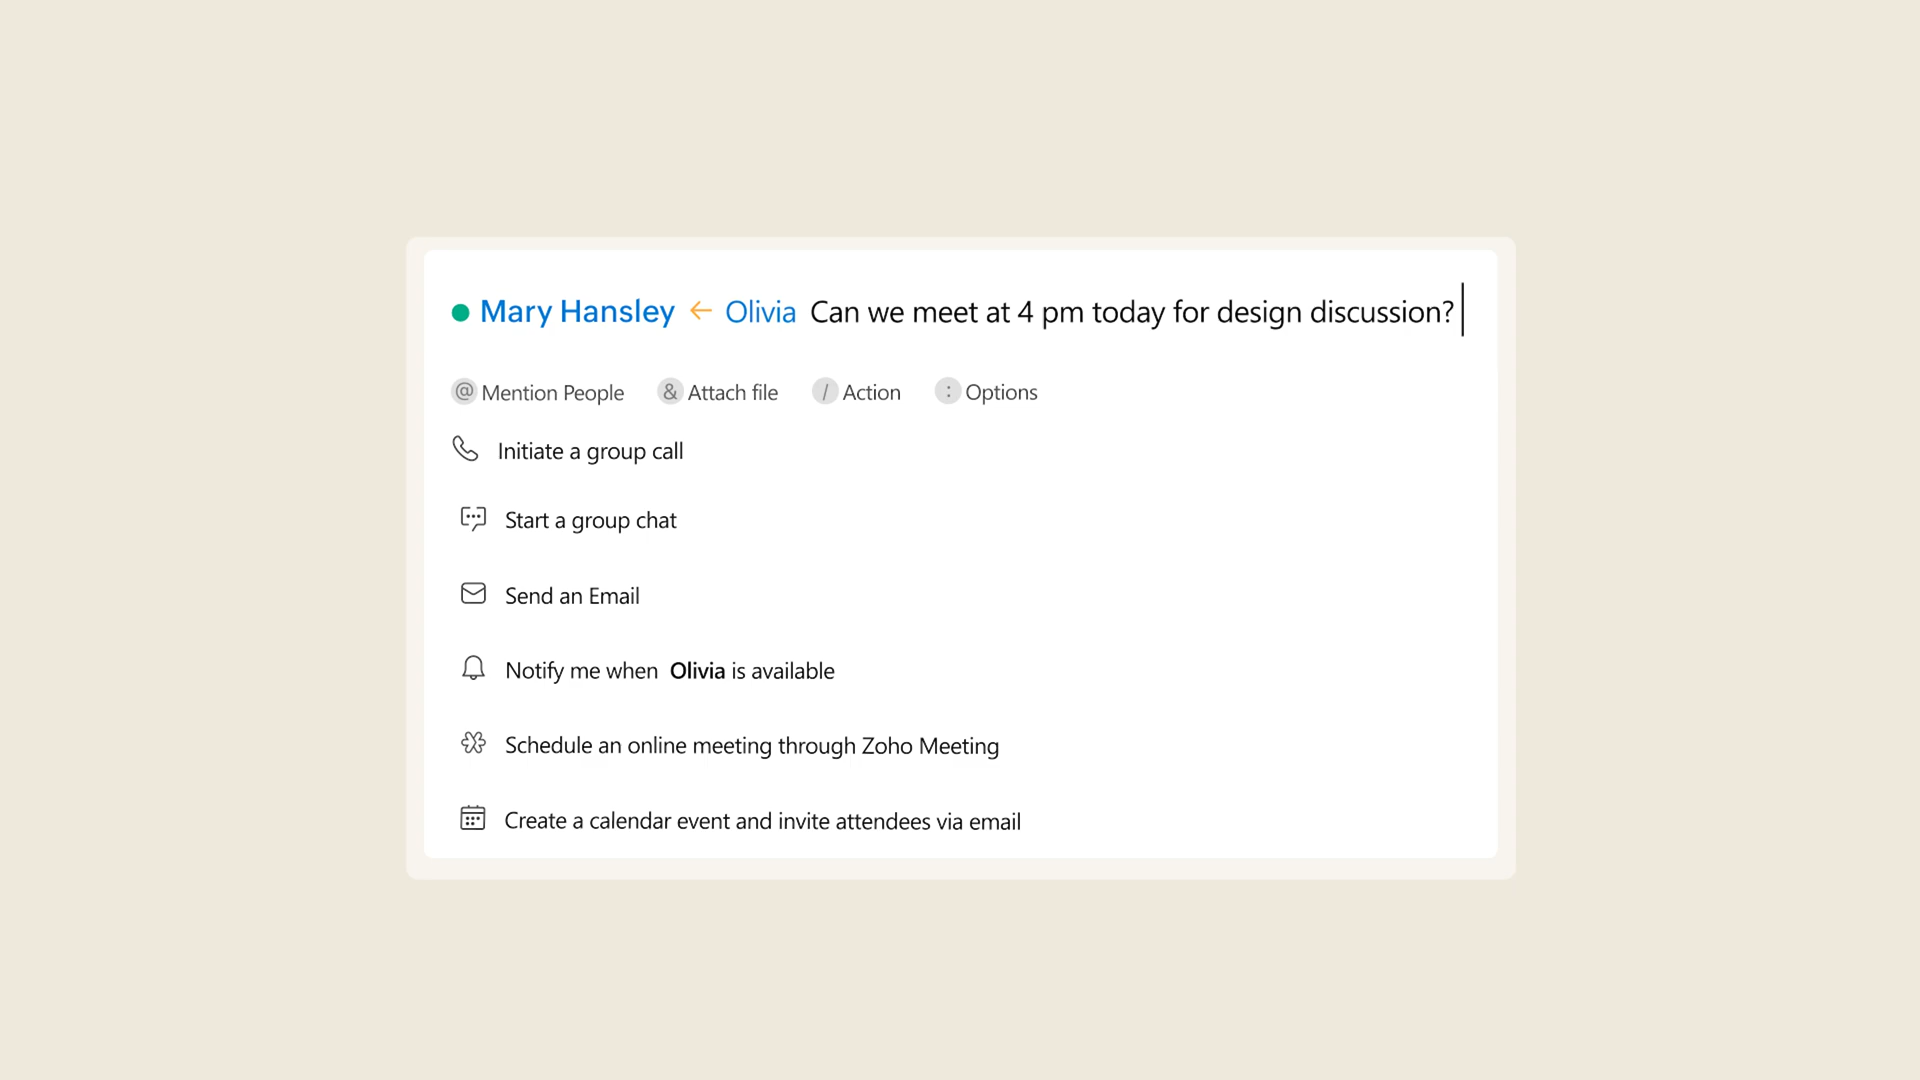 Mary Hansley ← Olivia Can we meet at 4 pm today for design discussion?
@ Mention People & Attach file / Action : Options
Initiate a group call
Start a group chat
Send an Email
Notify me when Olivia is available
Schedule an online meeting through Zoho Meeting
Create a calendar event and invite attendees via email